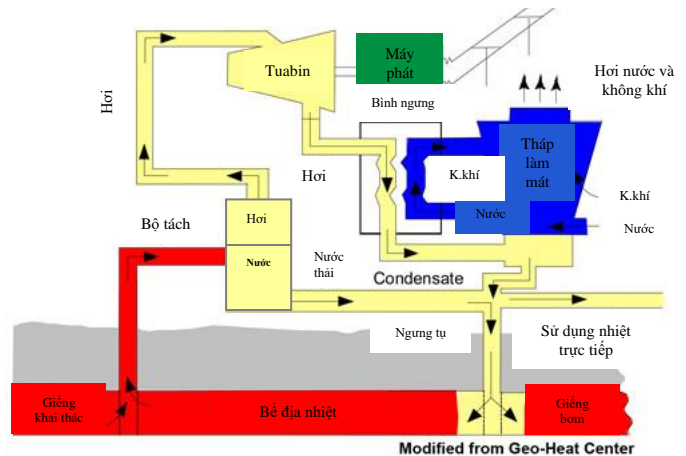 Tuabin
Máy
phát
Hơi nước và
không khí
Bình ngưng
Hơi
Tháp
làm
mát
Hơi
K.khí
K.khí
Bộ tách
Hơi
Nước
Nước
Nước
Nước
thải
Condensate
Ngưng tụ
Sử dụng nhiệt
trực tiếp
Giếng
khai thác
Bể địa nhiệt
Giếng
bơm
Modified from Geo-Heat Center